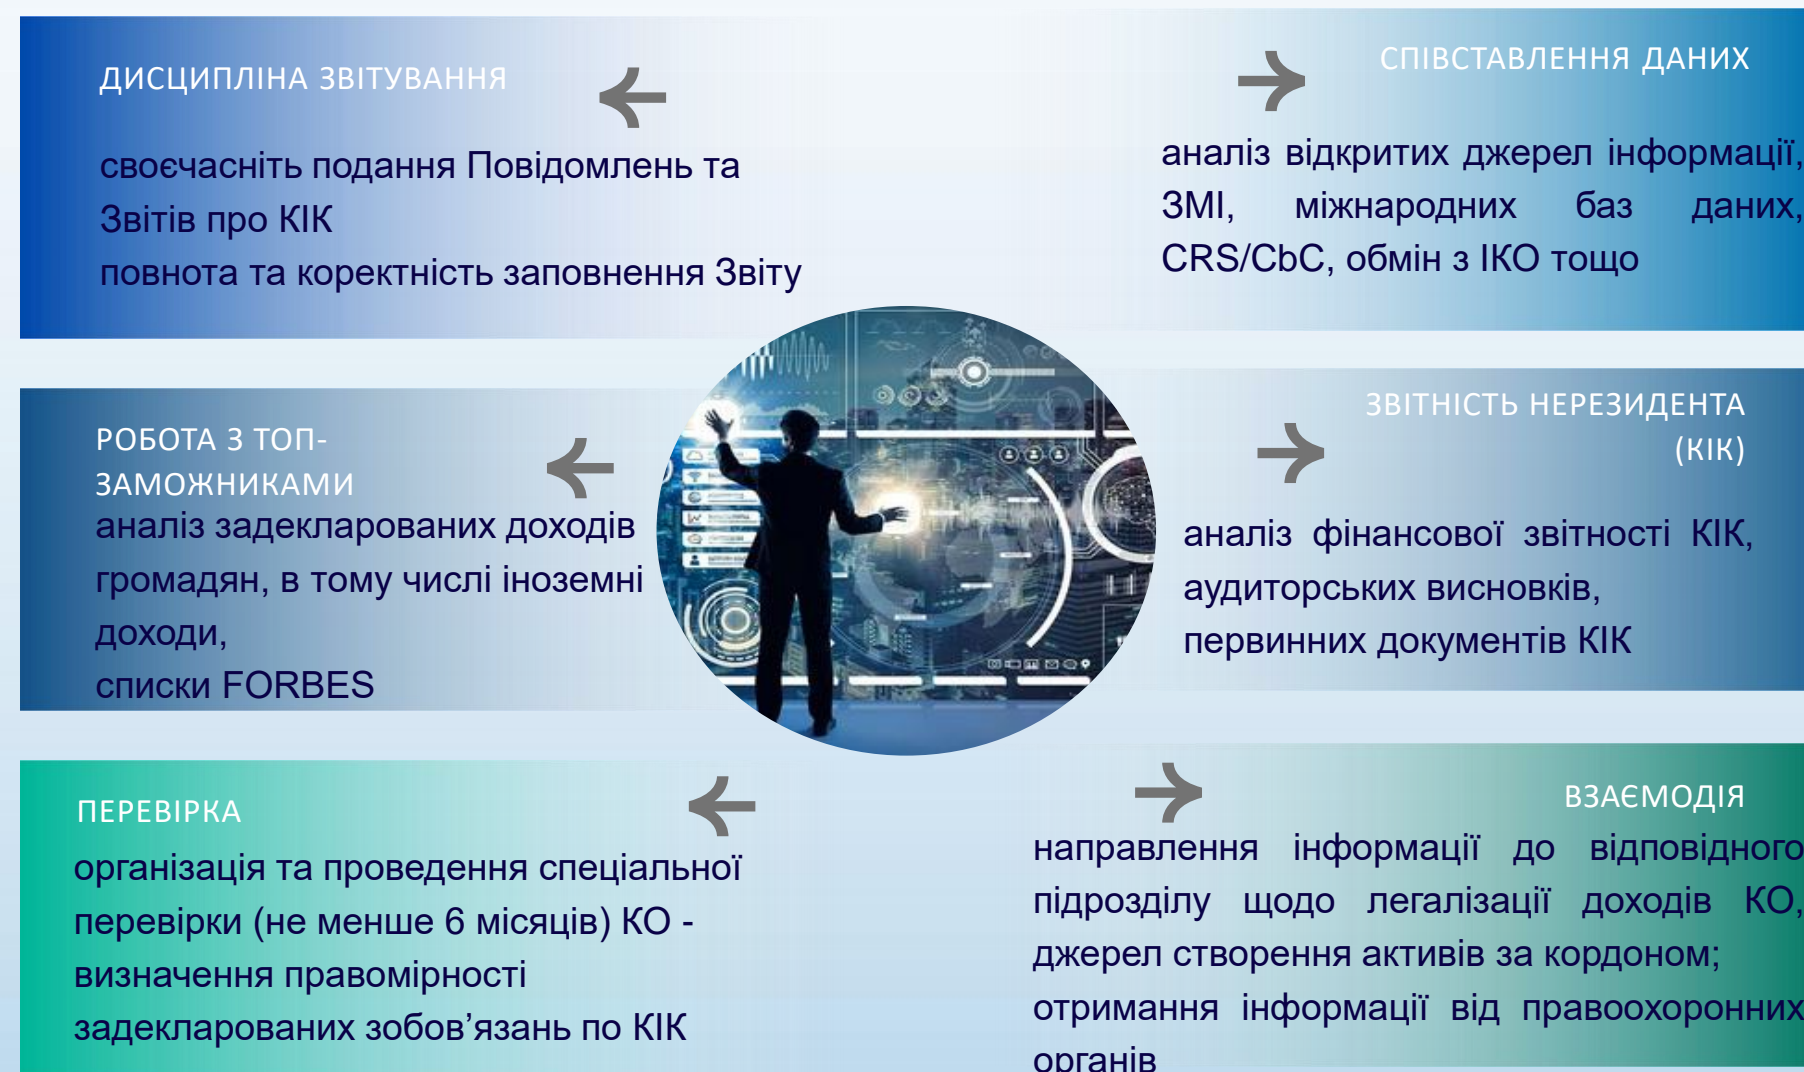 ДИСЦИПЛІНА ЗВІТУВАННЯ
своєчасніть подання Повідомлень та
Звітів про КІК
повнота та коректність заповнення Звіту
СПІВСТАВЛЕННЯ ДАНИХ
аналіз відкритих джерел інформації,
ЗМІ, міжнародних баз даних,
CRS/CbC, обмін з ІКО тощо
РОБОТА З ТОП-
ЗАМОЖНИКАМИ
аналіз задекларованих доходів
громадян, в тому числі іноземні
доходи,
списки FORBES
ЗВІТНІСТЬ НЕРЕЗИДЕНТА
(КІК)
аналіз фінансової звітності КІК,
аудиторських висновків,
первинних документів КІК
ПЕРЕВІРКА
організація та проведення спеціальної
перевірки (не менше 6 місяців) КО -
визначення правомірності
задекларованих зобов’язань по КІК
ВЗАЄМОДІЯ
направлення інформації до відповідного
підрозділу щодо легалізації доходів КО,
джерел створення активів за кордоном;
отримання інформації від правоохоронних
органів